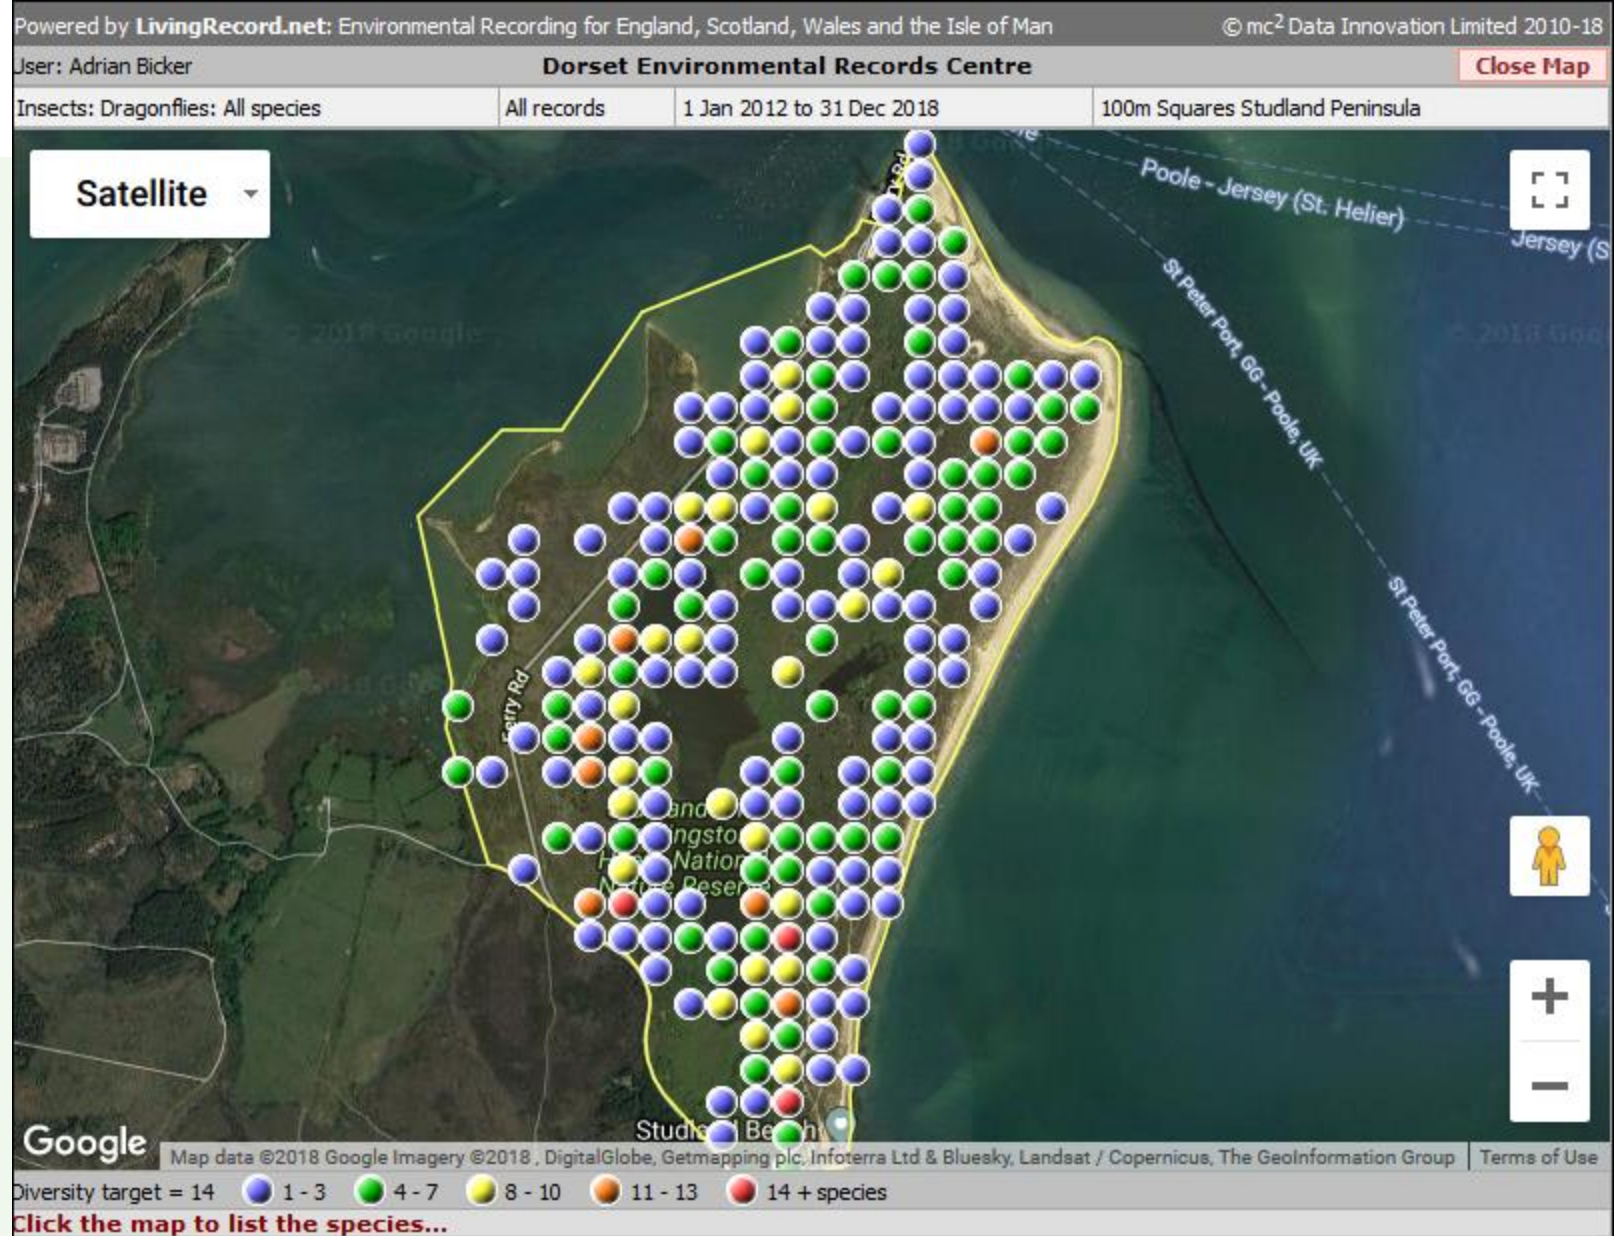 Powered by LivingRecord.net: Environmental Recording for England, Scotland, Wales and the Isle of Man © mc2 Data Innovation Limited 2010-18
User: Adrian Bicker Dorset Environmental Records Centre Close Map
Insects: Dragonflies: All species All records 1 Jan 2012 to 31 Dec 2018 100m Squares Studland Peninsula
Satellite
Poole - Jersey (St. Helier)
Jersey (S
St Peter Port, GG - Poole, UK
© 2018 Google
St Peter Port, GG - Poole, UK
Ferry Rd
National
Nature Reserve
Google
Map data ©2018 Google Imagery ©2018 , DigitalGlobe, Getmapping plc, Infoterra Ltd & Bluesky, Landsat / Copernicus, The GeoInformation Group Terms of Use
Diversity target = 14 1 - 3 4 - 7 8 - 10 11 - 13 14 + species
Click the map to list the species...